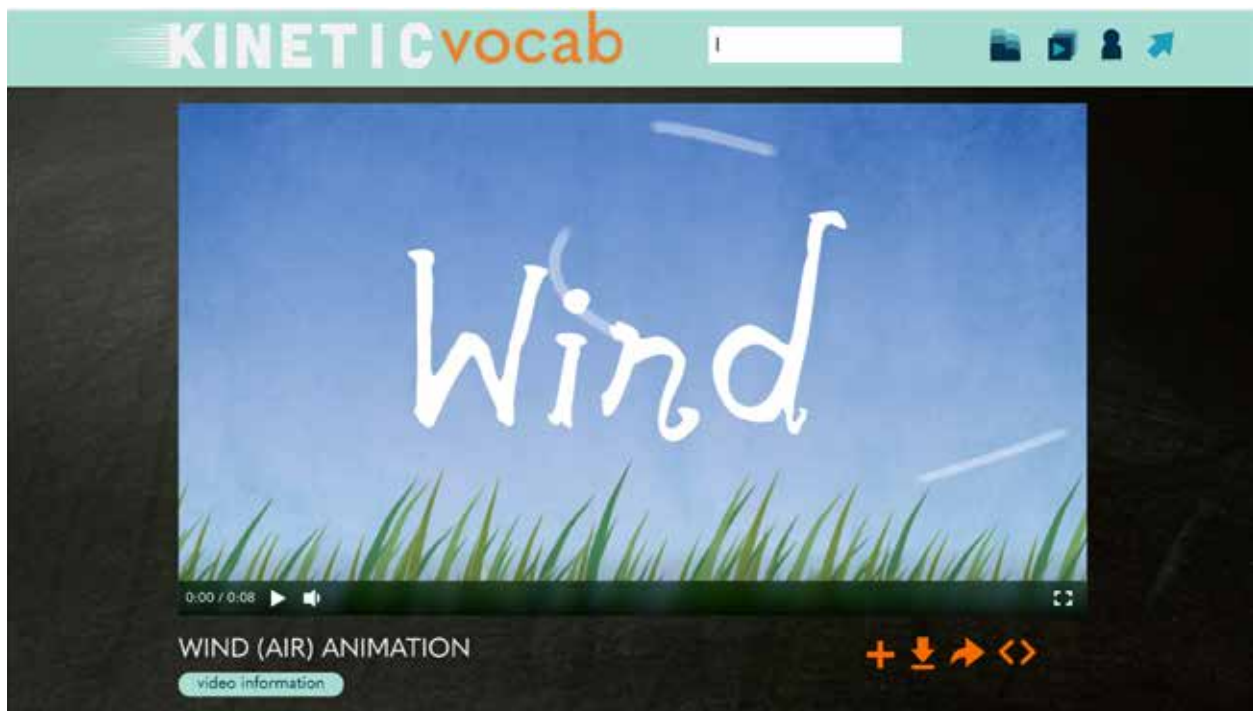 KINETICvocab
Wind
0:00 / 0:08
WIND (AIR) ANIMATION
video information